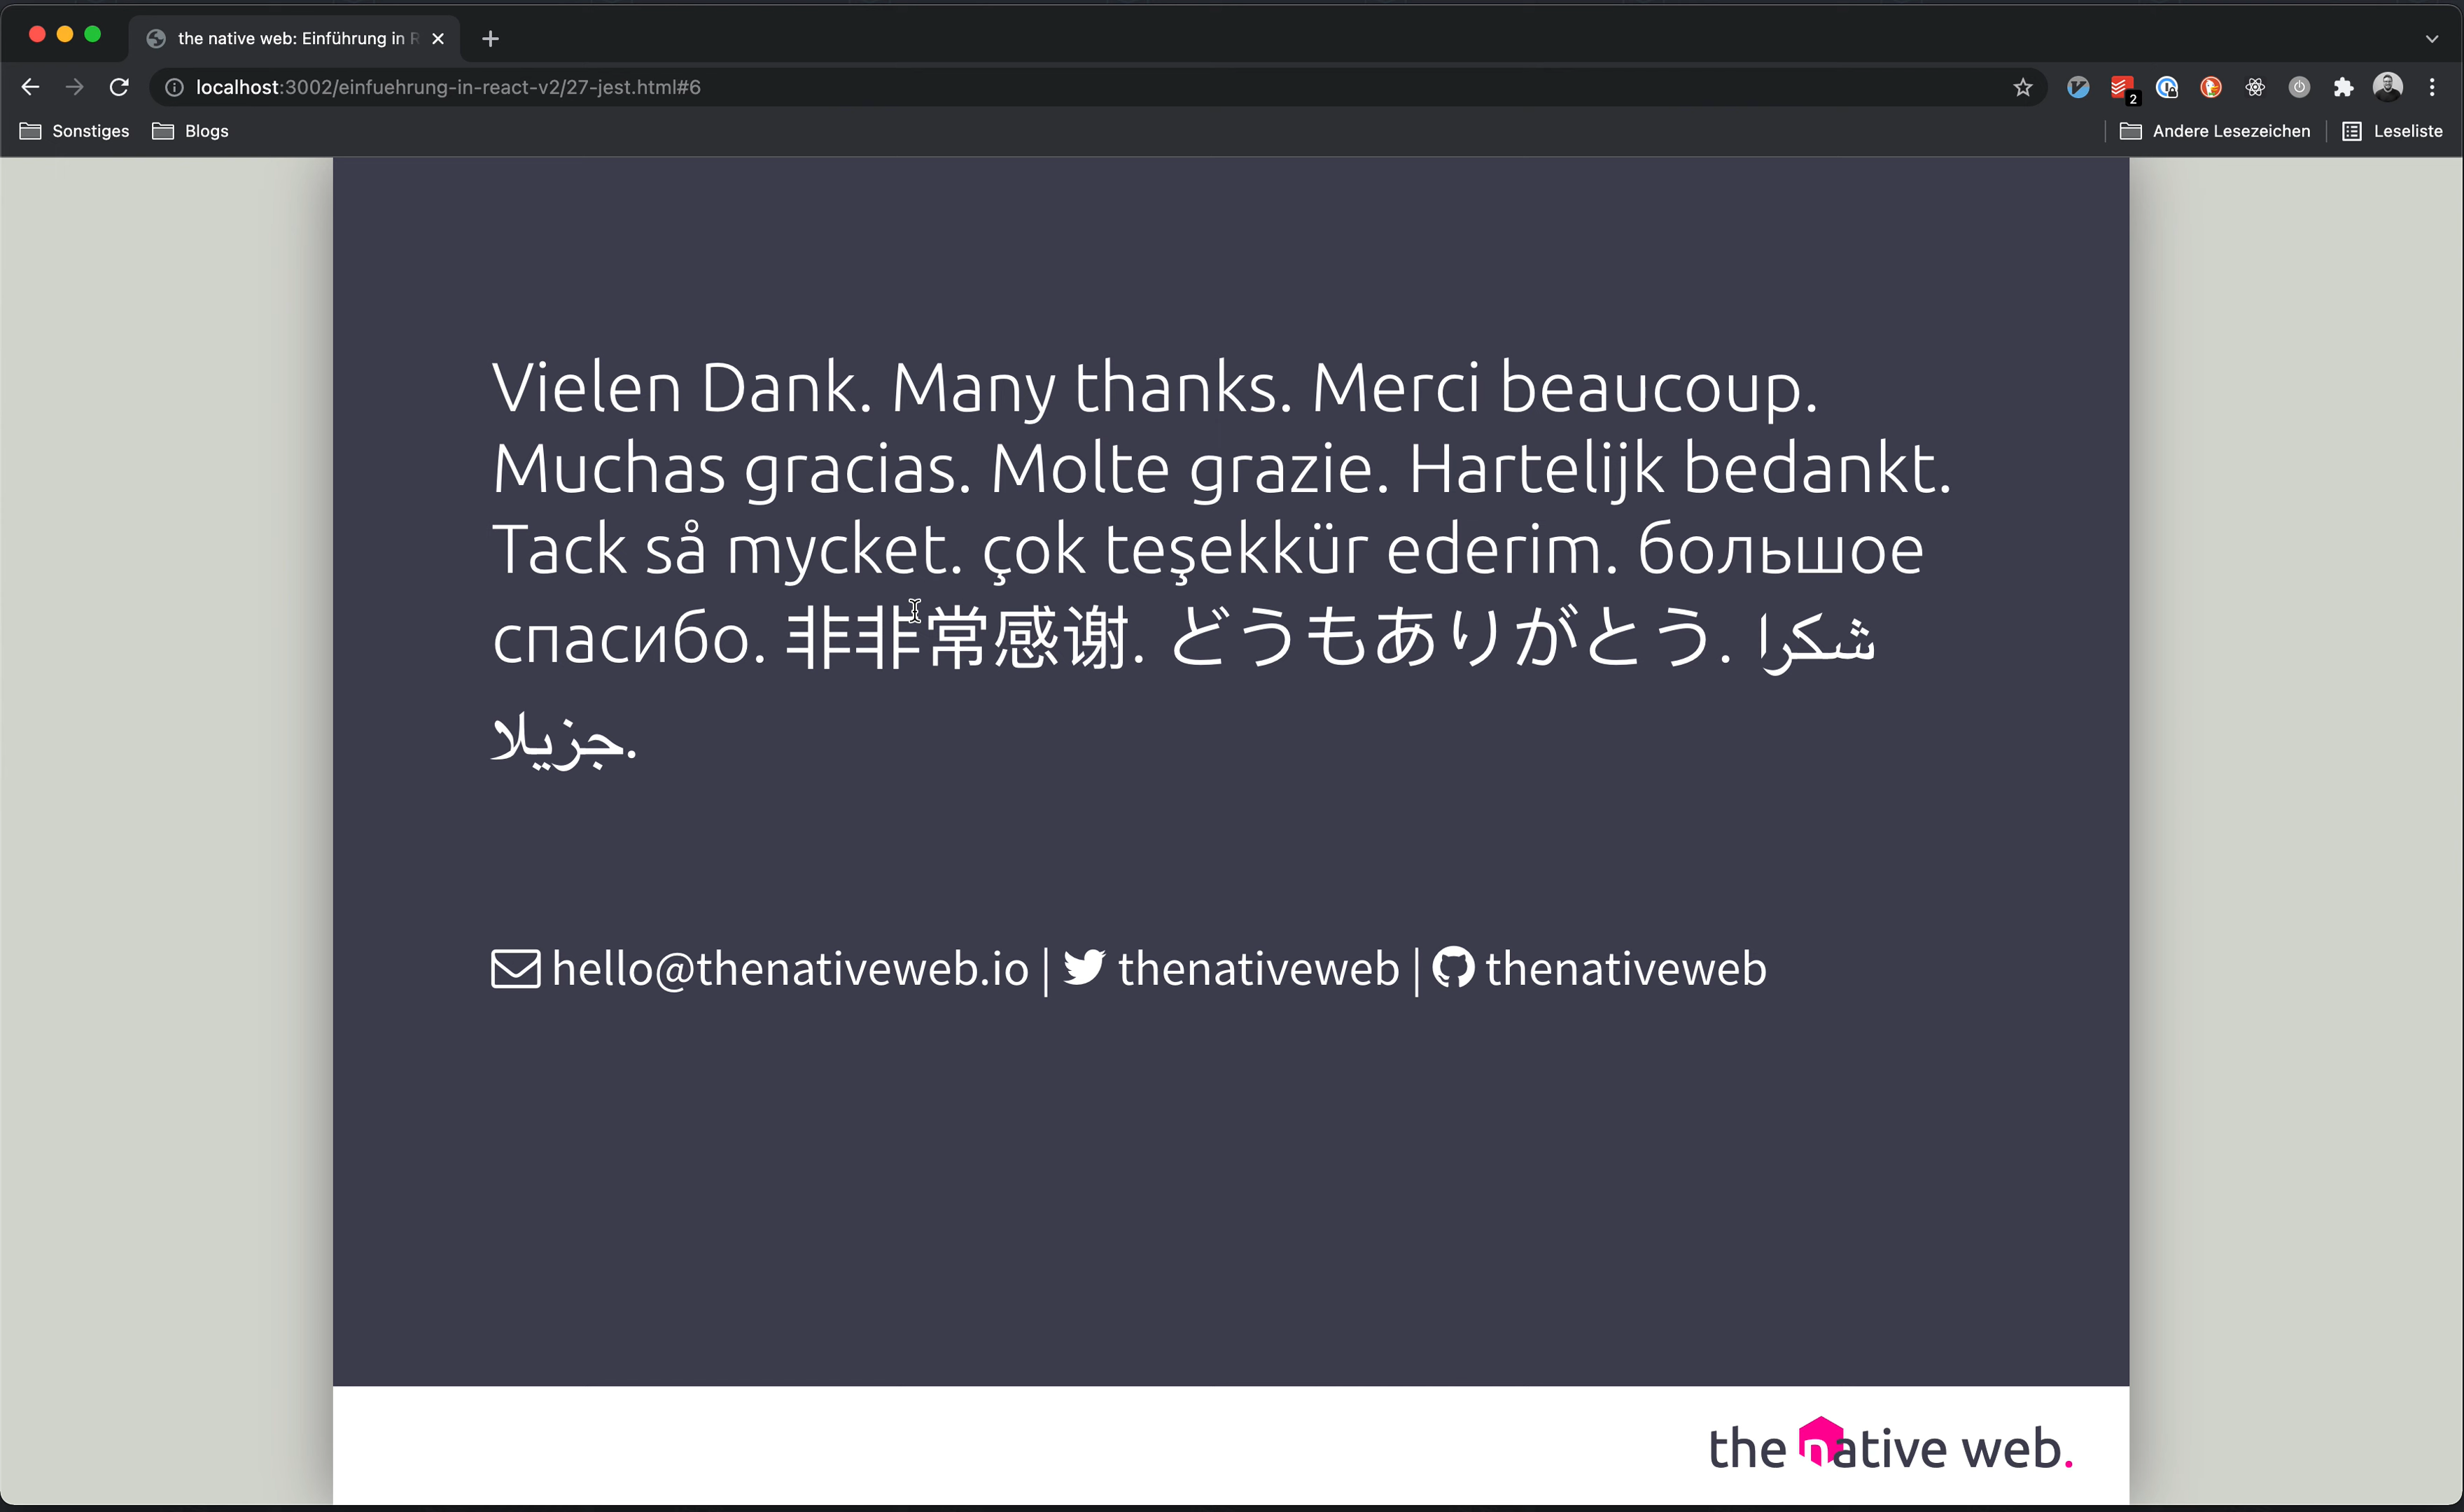 the native web: Einführung in R
localhost:3002/einfuehrung-in-react-v2/27-jest.html#6
2
Sonstiges Blogs Andere Lesezeichen Leseliste
Vielen Dank. Many thanks. Merci beaucoup.
Muchas gracias. Molte grazie. Hartelijk bedankt.
Tack så mycket. çok teşekkür ederim. большое
спасибо. 非非常感谢. どうもありがとう. شكرا
جزيلا.
hello@thenativeweb.io | thenativeweb | thenativeweb
the native web.